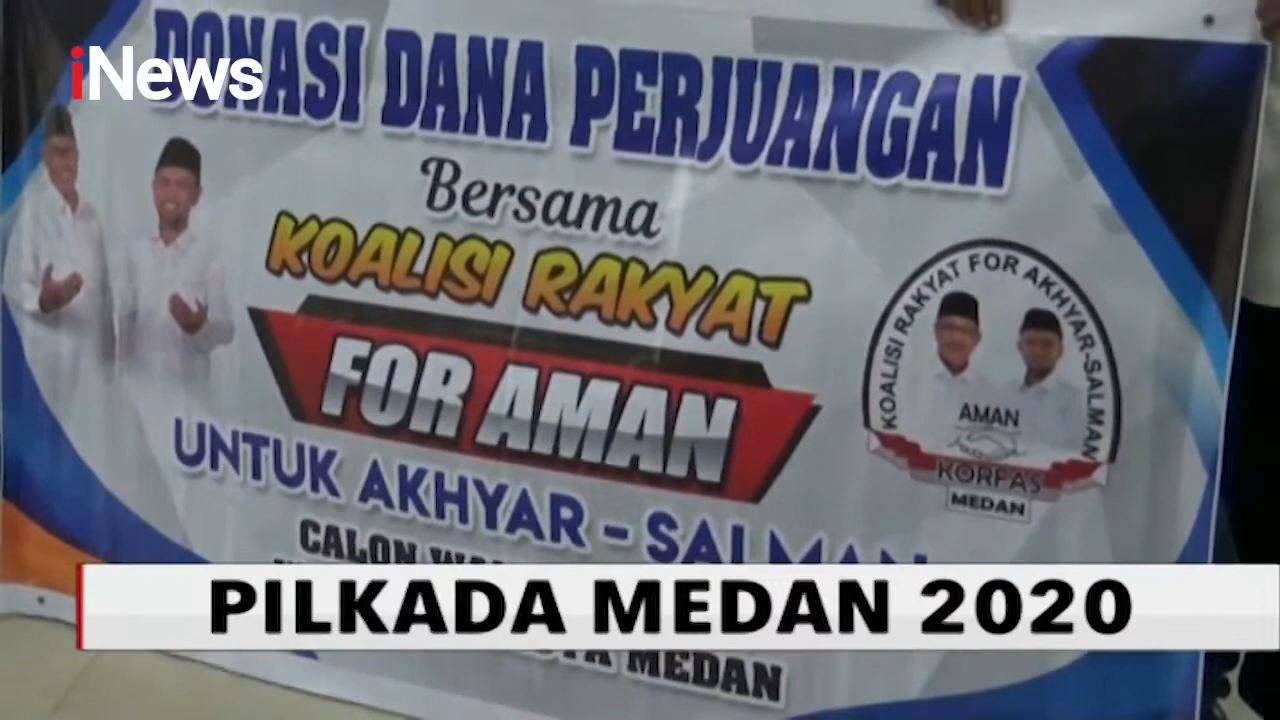 iNews
DONASI DANA PERJUANGAN
Bersama
KOALISI RAKYAT
FOR AMAN
UNTUK AKHYAR - SALMAN
CALON
MEDAN
KOALISI RAKYAT FOR AKHYAR-SALMAN
AMAN
KORFAS
MEDAN
PILKADA MEDAN 2020